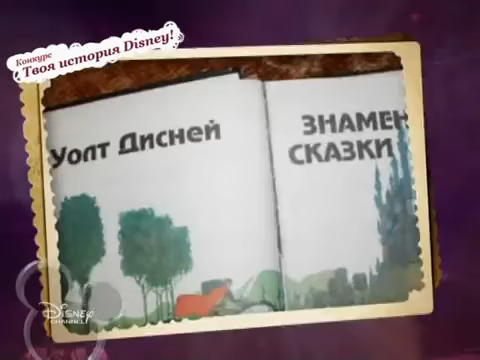 Конкурс
Твоя история Disney!
Уолт Дисней
ЗНАМЕН
СКАЗКИ
Disney
CHANNEL